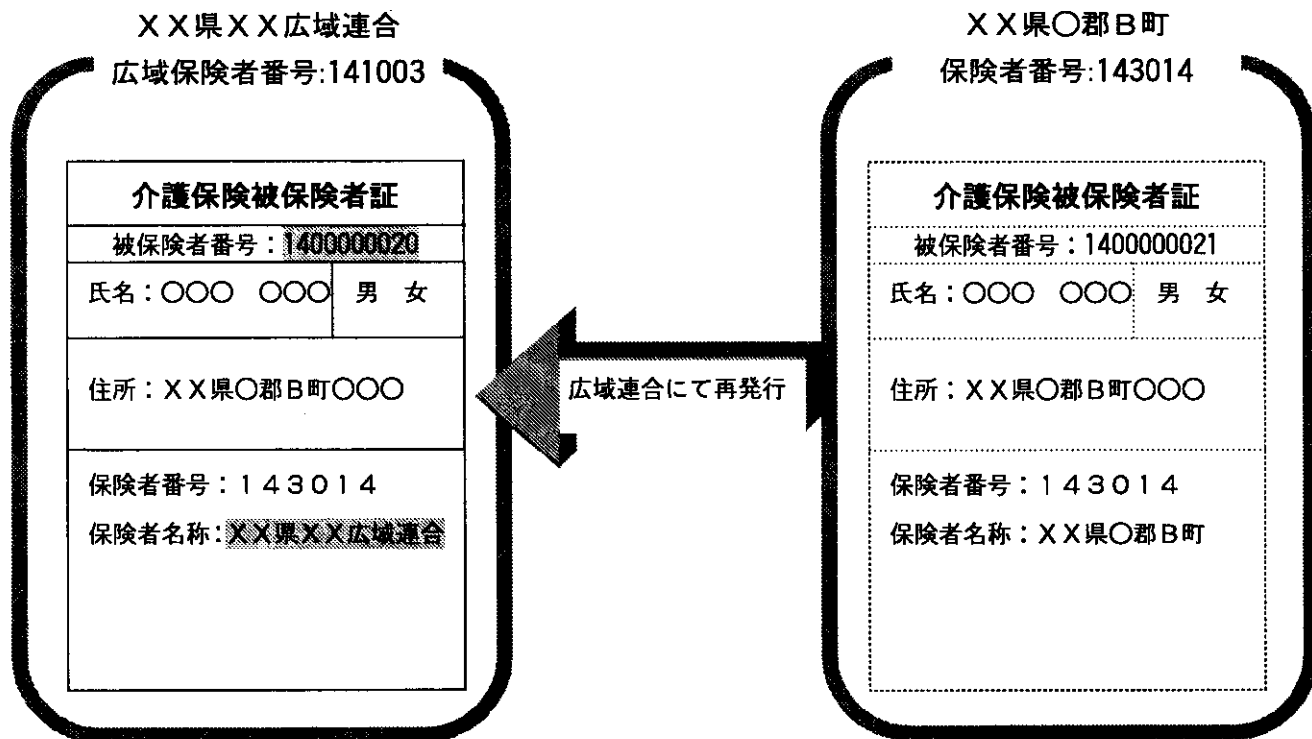 ＸＸ県ＸＸ広域連合
広域保険者番号:141003
介護保険被保険者証
被保険者番号：1400000020
氏名：〇〇〇　〇〇〇　男　女
住所：ＸＸ県〇郡Ｂ町〇〇〇
保険者番号：１４３０１４
保険者名称：ＸＸ県ＸＸ広域連合
広域連合にて再発行
ＸＸ県〇郡Ｂ町
保険者番号:143014
介護保険被保険者証
被保険者番号：1400000021
氏名：〇〇〇　〇〇〇　男　女
住所：ＸＸ県〇郡Ｂ町〇〇〇
保険者番号：１４３０１４
保険者名称：ＸＸ県〇郡Ｂ町